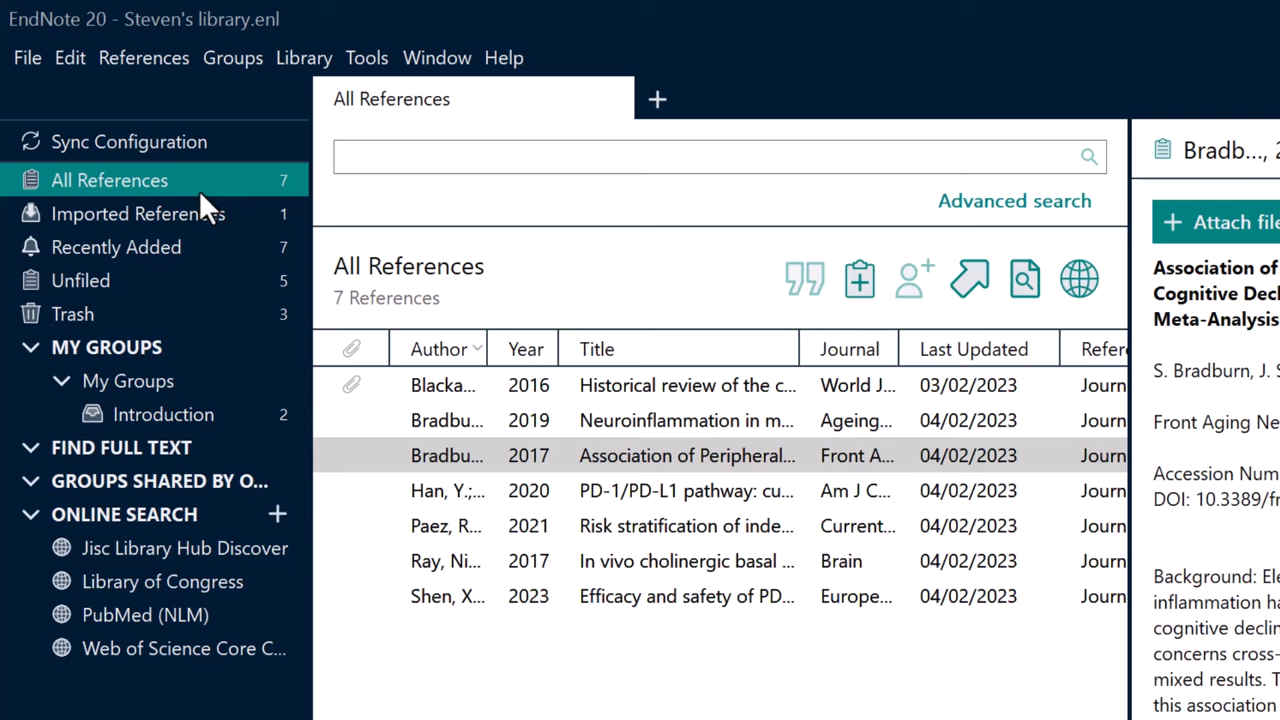 EndNote 20 - Steven's library.enl
File Edit References Groups Library Tools Window Help
All References
Sync Configuration
All References 7
Imported References 1
Recently Added 7
Unfiled 5
Trash 3
MY GROUPS
My Groups
Introduction 2
FIND FULL TEXT
GROUPS SHARED BY O...
ONLINE SEARCH
Jisc Library Hub Discover
Library of Congress
PubMed (NLM)
Web of Science Core C...
Advanced search
All References
7 References
Author Year Title Journal Last Updated Refere
Blacka... 2016 Historical review of the c... World J... 03/02/2023 Journ
Bradbu... 2019 Neuroinflammation in m... Ageing... 04/02/2023 Journ
Bradbu... 2017 Association of Peripheral... Front A... 04/02/2023 Journ
Han, Y.;... 2020 PD-1/PD-L1 pathway: cu... Am J C... 04/02/2023 Journ
Paez, R... 2021 Risk stratification of inde... Current... 04/02/2023 Journ
Ray, Ni... 2017 In vivo cholinergic basal ... Brain 04/02/2023 Journ
Shen, X... 2023 Efficacy and safety of PD... Europe... 04/02/2023 Journ
Bradb..., 2
Attach file
Association of
Cognitive Decl
Meta-Analysis
S. Bradburn, J. S
Front Aging Ne
Accession Num
DOI: 10.3389/fr
Background: Ele
inflammation ha
cognitive declin
concerns cross-
mixed results. T
this association